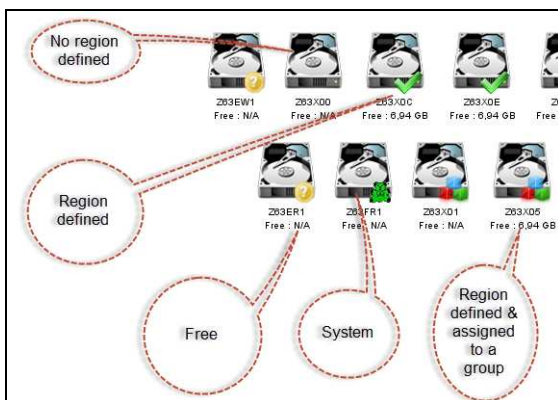 No region
defined
Z63EW1
Free : N/A
Z63X00
Free : N/A
Z63X0C
Free : 6,94 GB
Z63X0E
Free : 6,94 GB
Region
defined
Z63ER1
Free : N/A
Z63FR1
Free : N/A
Z63X01
Free : N/A
Z63X05
Free : 6,94 GB
Free
System
Region
defined &
assigned
to a
group